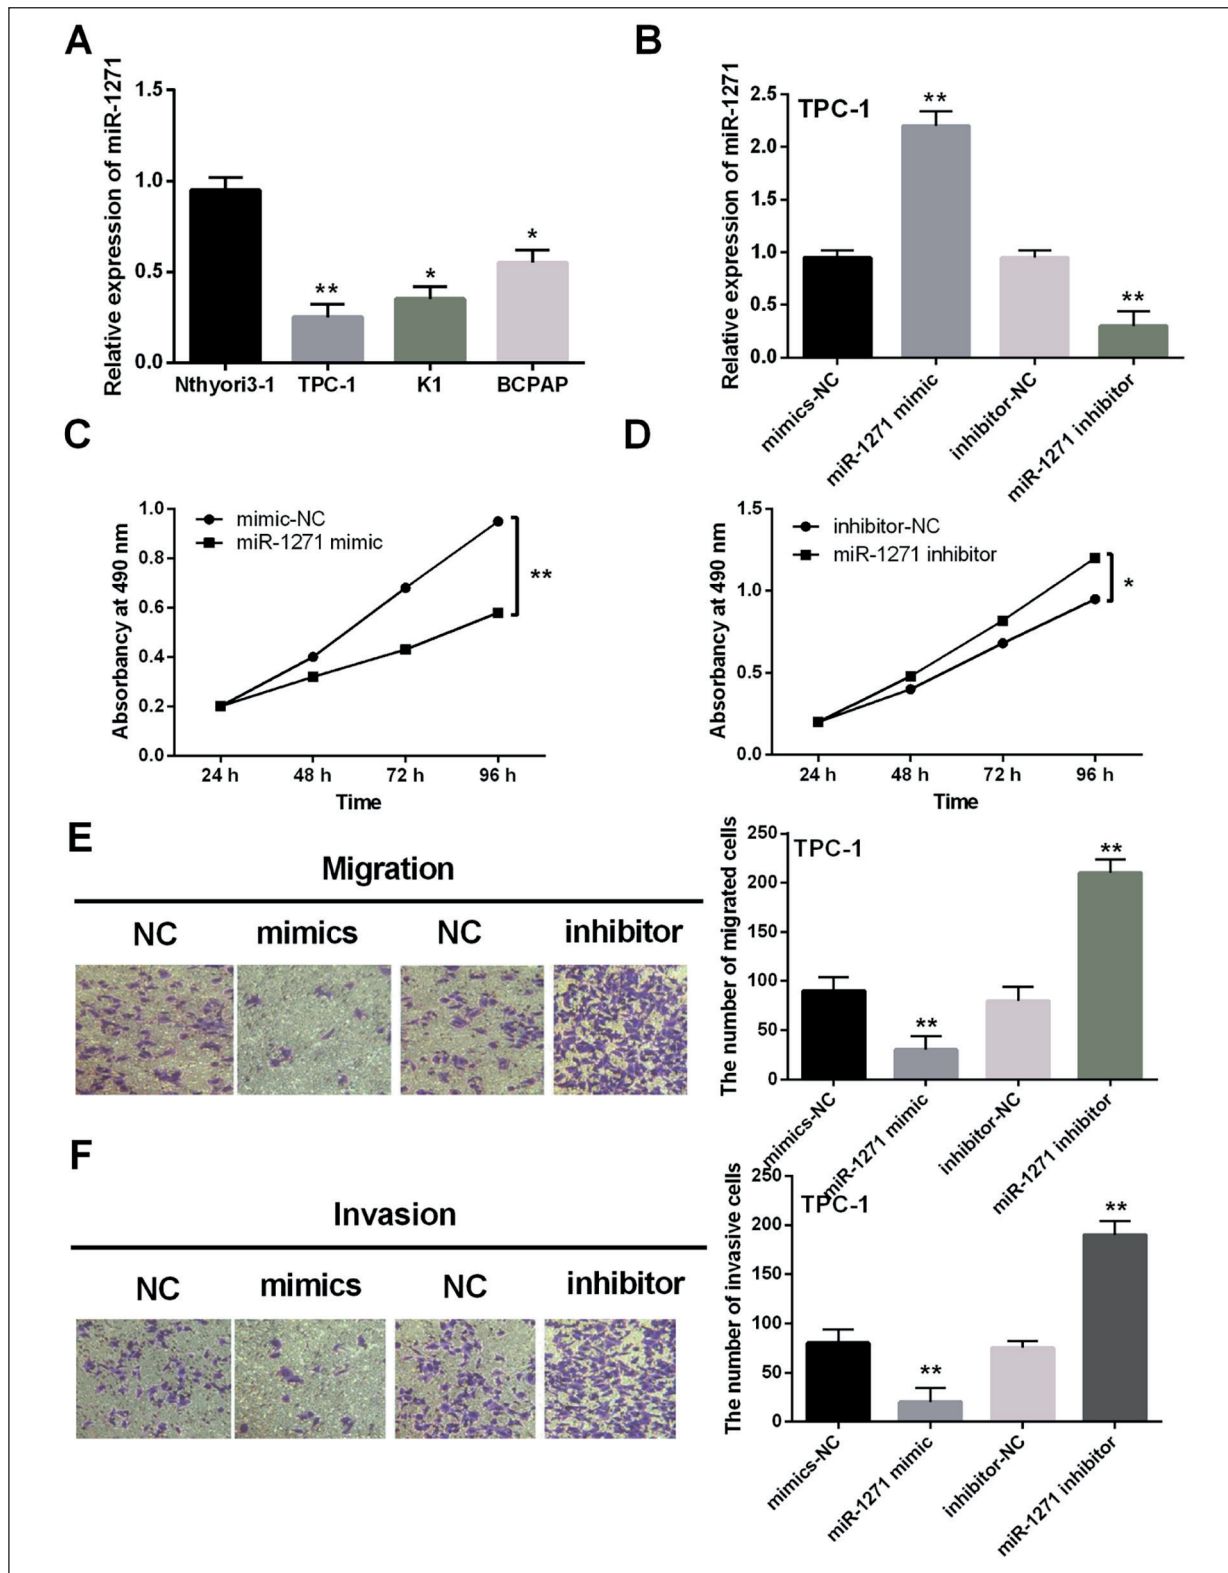 A
Relative expression of miR-1271
1.5
1.0
0.5
0.0
**
*
*
Nthyori3-1 TPC-1 K1 BCPAP
B
Relative expression of miR-1271
TPC-1
2.5
2.0
1.5
1.0
0.5
0.0
**
**
mimics-NC
miR-1271 mimic
inhibitor-NC
miR-1271 inhibitor
C
Absorbancy at 490 nm
1.0
0.8
0.6
0.4
0.2
0.0
mimic-NC
miR-1271 mimic
**
24 h 48 h 72 h 96 h
Time
D
Absorbancy at 490 nm
1.5
1.0
0.5
0.0
inhibitor-NC
miR-1271 inhibitor
*
24 h 48 h 72 h 96 h
Time
E
Migration
NC mimics NC inhibitor
The number of migrated cells
TPC-1
250
200
150
100
50
0
**
**
mimics-NC
miR-1271 mimic
inhibitor-NC
miR-1271 inhibitor
F
Invasion
NC mimics NC inhibitor
The number of invasive cells
TPC-1
250
200
150
100
50
0
**
**
mimics-NC
miR-1271 mimic
inhibitor-NC
miR-1271 inhibitor